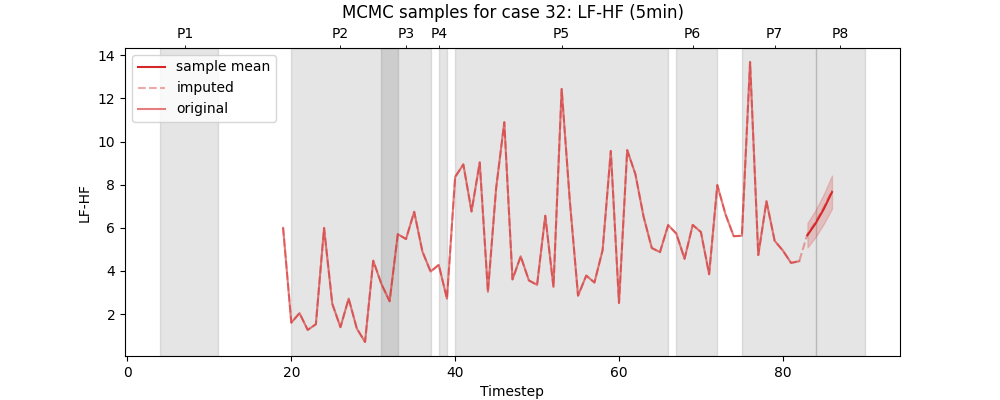 MCMC samples for case 32: LF-HF (5min)
P1 P2 P3 P4 P5 P6 P7 P8
sample mean
imputed
original
14
12
10
8
6
4
2
LF-HF
0 20 40 60 80
Timestep